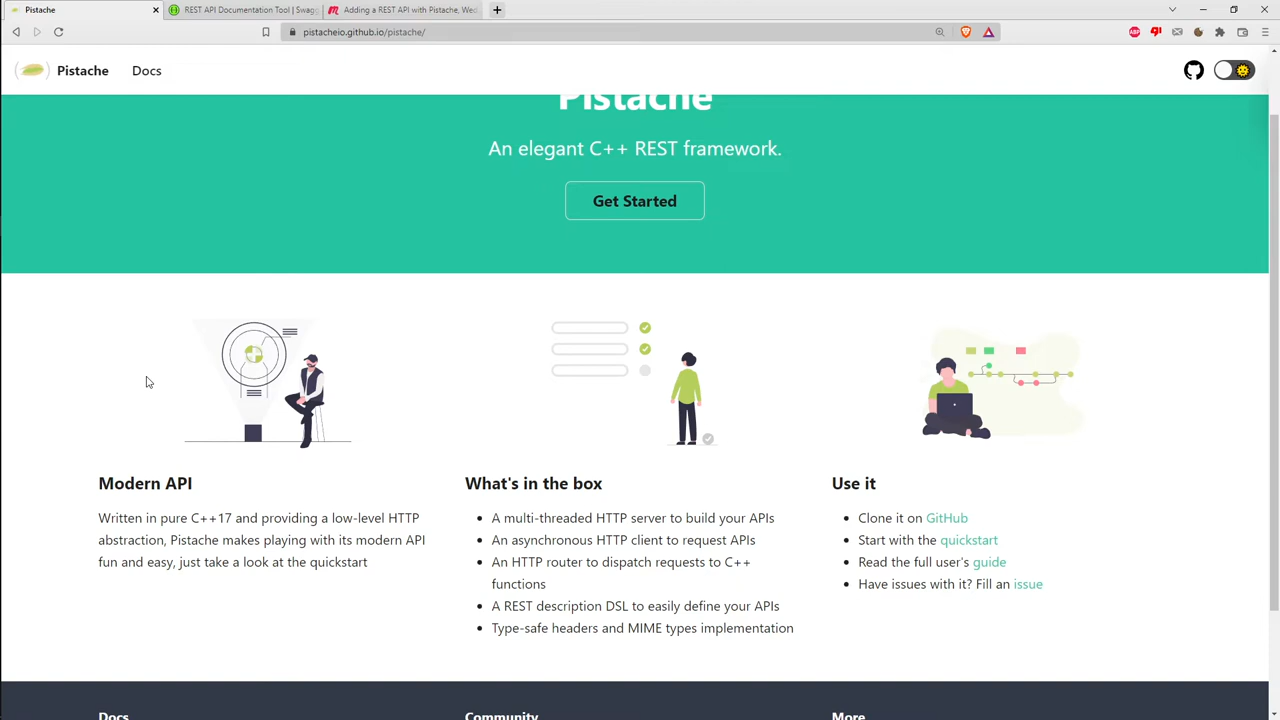 Pistache
REST API Documentation Tool | Swagg
Adding a REST API with Pistache, Wed
pistacheio.github.io/pistache/
ABP
Pistache
Docs
Pistache
An elegant C++ REST framework.
Get Started
Modern API
Written in pure C++17 and providing a low-level HTTP
abstraction, Pistache makes playing with its modern API
fun and easy, just take a look at the quickstart
What's in the box
A multi-threaded HTTP server to build your APIs
An asynchronous HTTP client to request APIs
An HTTP router to dispatch requests to C++
functions
A REST description DSL to easily define your APIs
Type-safe headers and MIME types implementation
Use it
Clone it on GitHub
Start with the quickstart
Read the full user's guide
Have issues with it? Fill an issue
Docs
Community
More